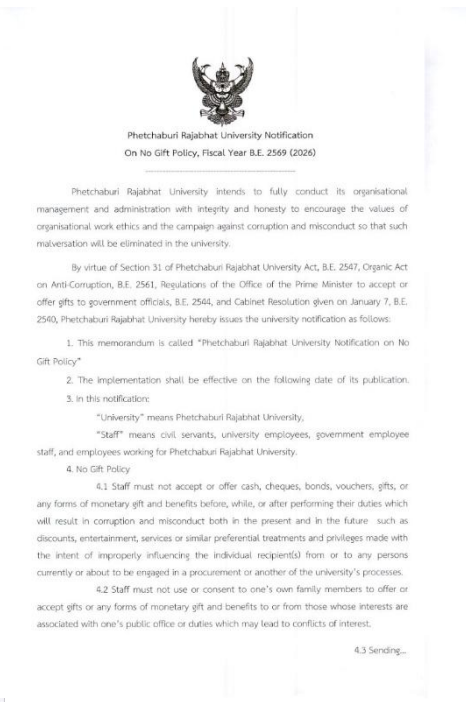 Phetchaburi Rajabhat University Notification
On No Gift Policy, Fiscal Year B.E. 2569 (2026)
Phetchaburi Rajabhat University intends to fully conduct its organisational
management and administration with integrity and honesty to encourage the values of
organisational work ethics and the campaign against corruption and misconduct so that such
malversation will be eliminated in the university.
By virtue of Section 31 of Phetchaburi Rajabhat University Act, B.E. 2547, Organic Act
on Anti-Corruption, B.E. 2561, Regulations of the Office of the Prime Minister to accept or
offer gifts to government officials, B.E. 2544, and Cabinet Resolution given on January 7, B.E.
2540, Phetchaburi Rajabhat University hereby issues the university notification as follows:
1. This memorandum is called "Phetchaburi Rajabhat University Notification on No
Gift Policy"
2. The implementation shall be effective on the following date of its publication.
3. In this notification:
"University" means Phetchaburi Rajabhat University,
"Staff" means civil servants, university employees, government employee
staff, and employees working for Phetchaburi Rajabhat University.
4. No Gift Policy
4.1 Staff must not accept or offer cash, cheques, bonds, vouchers, gifts, or
any forms of monetary gift and benefits before, while, or after performing their duties which
will result in corruption and misconduct both in the present and in the future such as
discounts, entertainment, services or similar preferential treatments and privileges made with
the intent of improperly influencing the individual recipient(s) from or to any persons
currently or about to be engaged in a procurement or another of the university's processes.
4.2 Staff must not use or consent to one's own family members to offer or
accept gifts or any forms of monetary gift and benefits to or from those whose interests are
associated with one's public office or duties which may lead to conflicts of interest.
4.3 Sending...